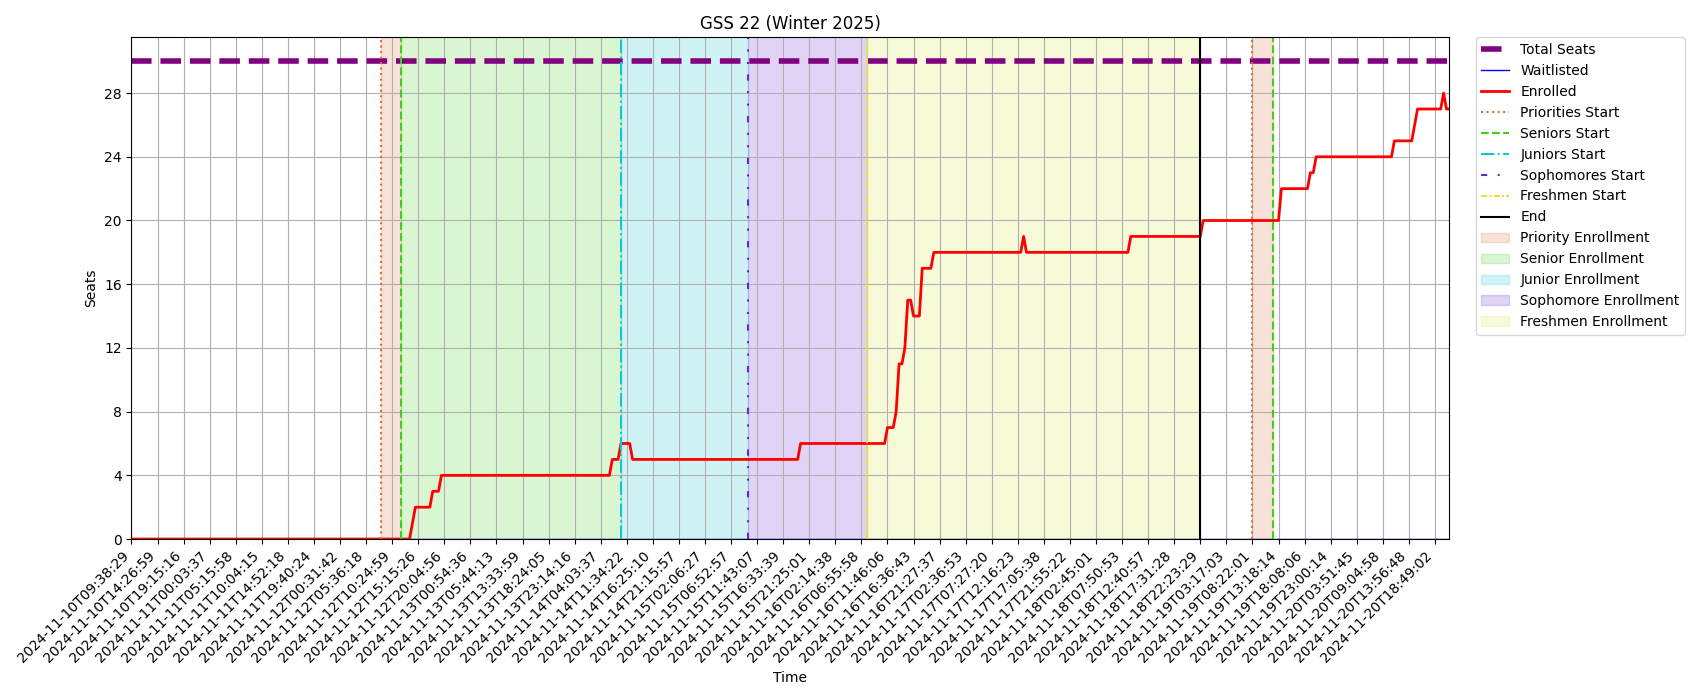 GSS 22 (Winter 2025)
Total Seats
Waitlisted
Enrolled
Priorities Start
Seniors Start
Juniors Start
Sophomores Start
Freshmen Start
End
Priority Enrollment
Senior Enrollment
Junior Enrollment
Sophomore Enrollment
Freshmen Enrollment
Seats
28
24
20
16
12
8
4
0
2024-11-10T09:38:29
2024-11-10T14:26:59
2024-11-10T19:15:16
2024-11-11T00:03:37
2024-11-11T05:15:58
2024-11-11T10:04:15
2024-11-11T14:52:18
2024-11-11T19:40:24
2024-11-12T00:31:42
2024-11-12T05:36:18
2024-11-12T10:24:59
2024-11-12T15:15:26
2024-11-12T20:04:56
2024-11-13T00:54:36
2024-11-13T05:44:13
2024-11-13T13:33:59
2024-11-13T18:24:05
2024-11-13T23:14:16
2024-11-14T04:03:37
2024-11-14T11:34:22
2024-11-14T16:25:10
2024-11-14T21:15:57
2024-11-15T02:06:27
2024-11-15T06:52:57
2024-11-15T11:43:07
2024-11-15T16:33:39
2024-11-15T21:25:01
2024-11-16T02:14:38
2024-11-16T06:55:58
2024-11-16T11:46:06
2024-11-16T16:36:43
2024-11-16T21:27:37
2024-11-17T02:36:53
2024-11-17T07:27:20
2024-11-17T12:16:23
2024-11-17T17:05:38
2024-11-17T21:55:22
2024-11-18T02:45:01
2024-11-18T07:50:53
2024-11-18T12:40:57
2024-11-18T17:31:28
2024-11-18T22:23:29
2024-11-19T03:17:03
2024-11-19T08:22:01
2024-11-19T13:18:14
2024-11-19T18:08:06
2024-11-19T23:00:14
2024-11-20T03:51:45
2024-11-20T09:04:58
2024-11-20T13:56:48
2024-11-20T18:49:02
Time